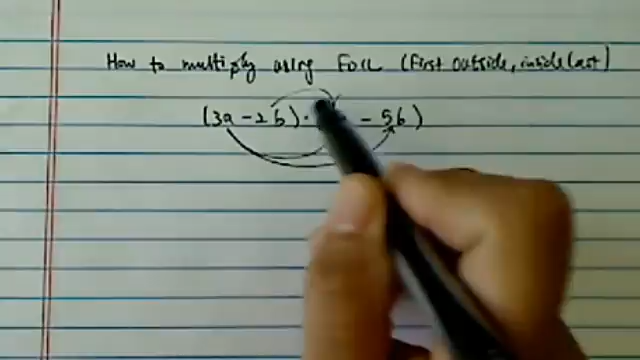 How to multiply using FOIL (First outside, inside last)
(3a - 2b) · - 5b)